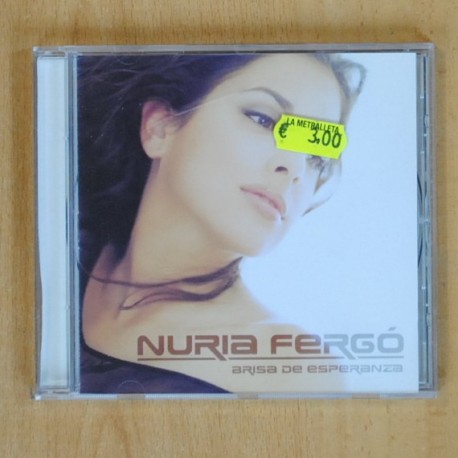 LA METRALLETA
€ 3,00
NURIA FERGÓ
BRISA DE ESPERANZA